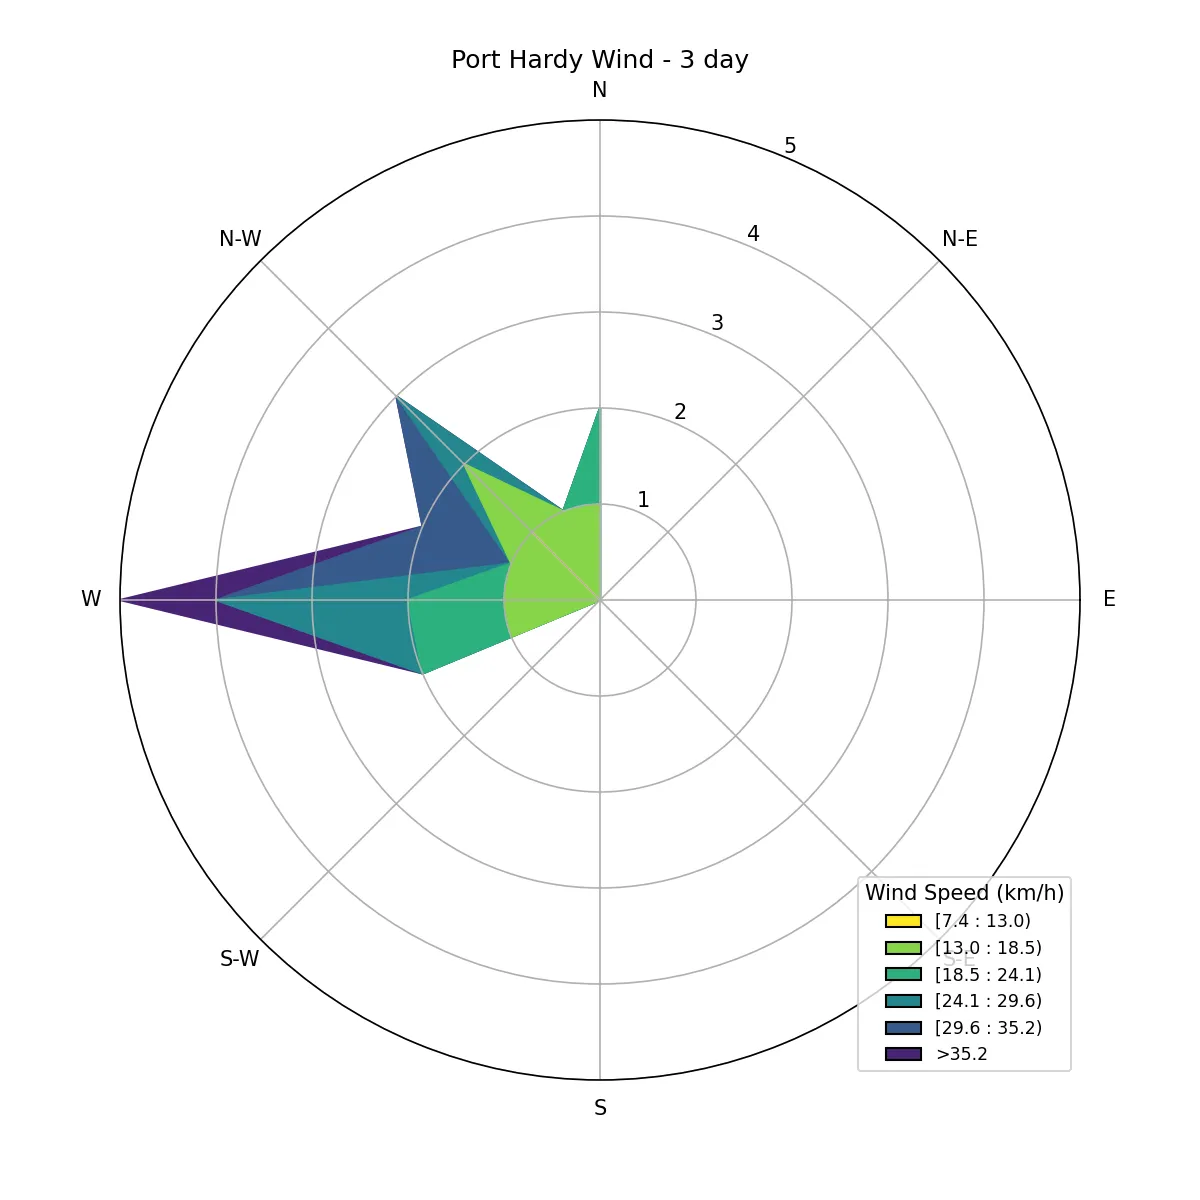 Port Hardy Wind - 3 day
N
5
N-W
4
N-E
3
2
1
W
E
Wind Speed (km/h)
[7.4 : 13.0)
[13.0 : 18.5)
S-W
S-E
[18.5 : 24.1)
[24.1 : 29.6)
[29.6 : 35.2)
>35.2
S